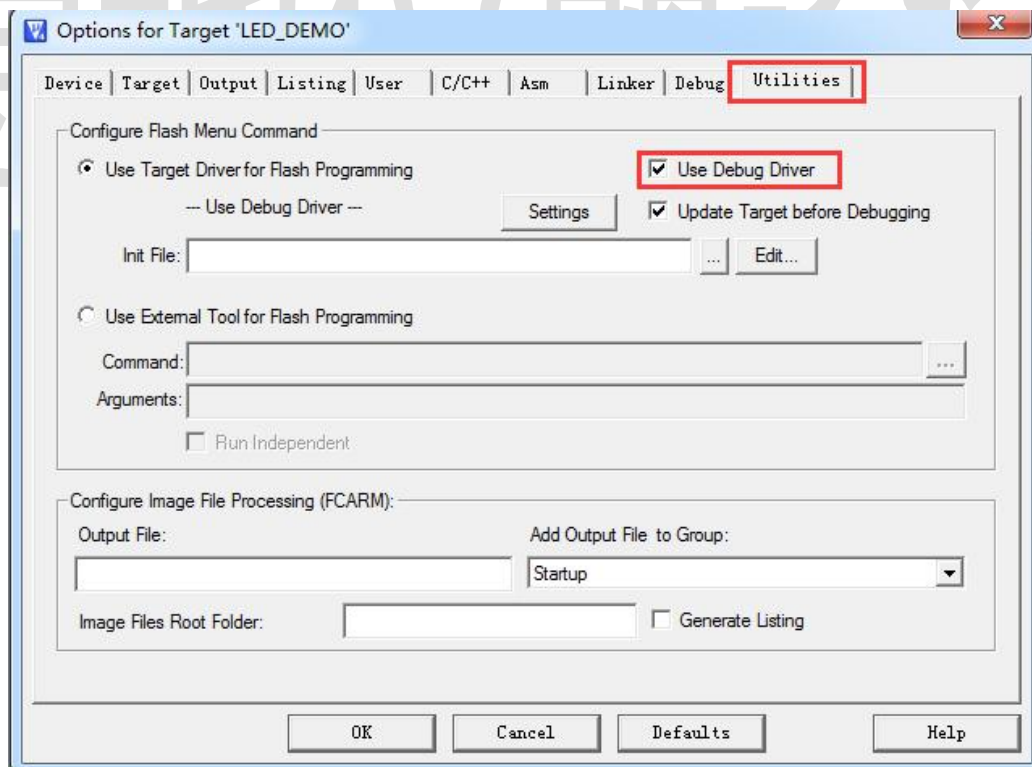 Options for Target 'LED_DEMO'
Device Target Output Listing User C/C++ Asm Linker Debug Utilities
Configure Flash Menu Command
Use Target Driver for Flash Programming Use Debug Driver
--- Use Debug Driver --- Settings Update Target before Debugging
Init File: ... Edit...
Use External Tool for Flash Programming
Command: ...
Arguments:
Run Independent
Configure Image File Processing (FCARM):
Output File: Add Output File to Group:
Startup
Image Files Root Folder: Generate Listing
OK Cancel Defaults Help